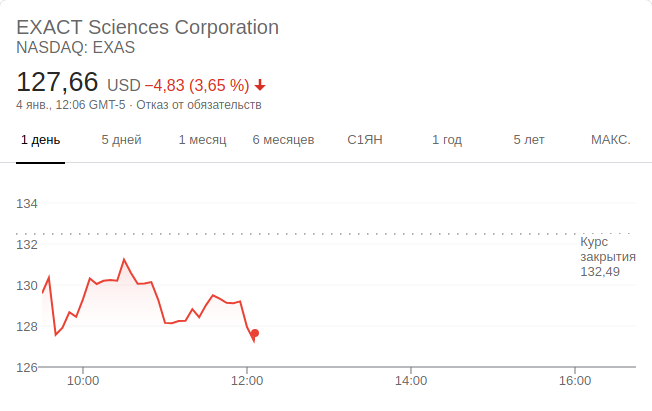 EXACT Sciences Corporation
NASDAQ: EXAS
127,66 USD −4,83 (3,65 %)
4 янв., 12:06 GMT-5 · Отказ от обязательств
1 день 5 дней 1 месяц 6 месяцев С1ЯН 1 год 5 лет МАКС.
134
132
130
128
126
Курс
закрытия
132,49
10:00 12:00 14:00 16:00